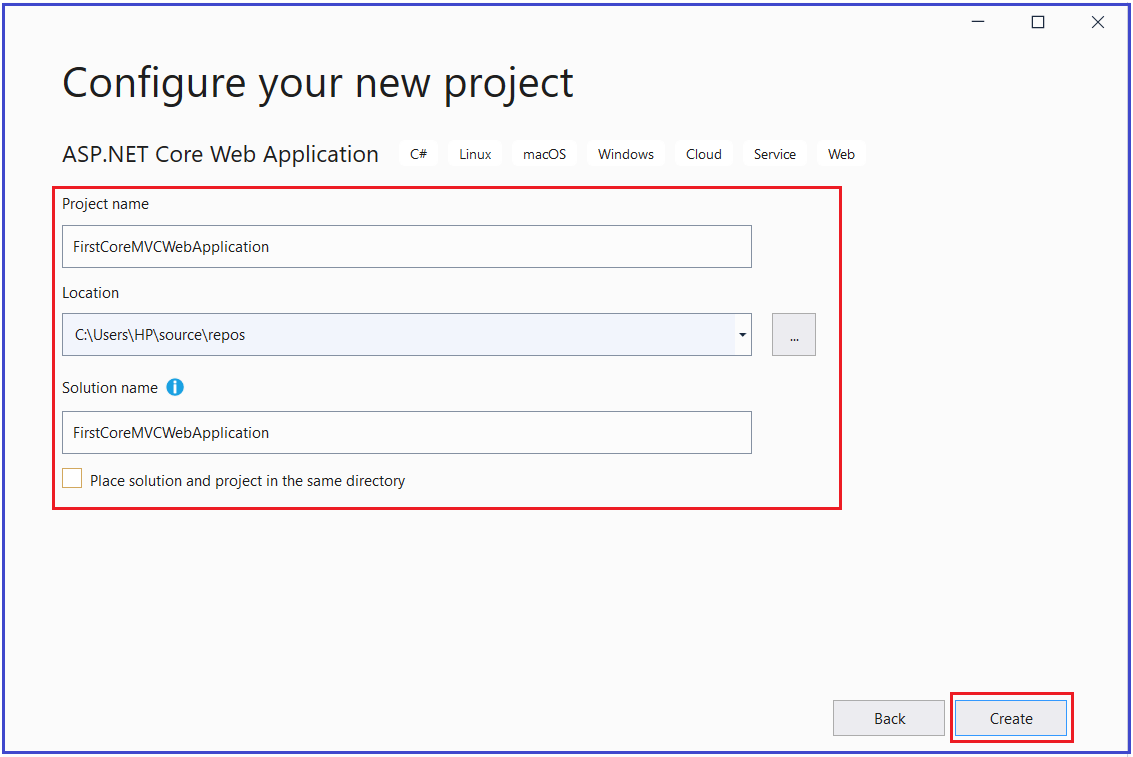 Configure your new project
ASP.NET Core Web Application C# Linux macOS Windows Cloud Service Web
Project name
FirstCoreMVCWebApplication
Location
C:\Users\HP\source\repos
...
Solution name
FirstCoreMVCWebApplication
Place solution and project in the same directory
Back Create